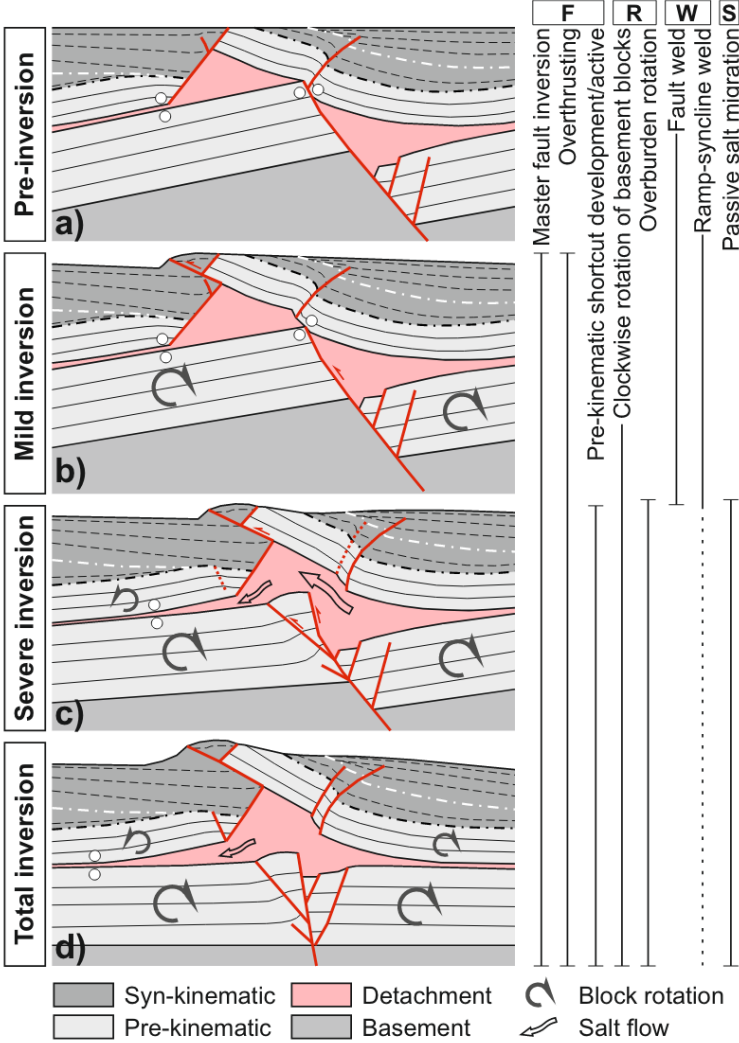 F R W S
Master fault inversion
Overthrusting
Pre-kinematic shortcut development/active
Clockwise rotation of basement blocks
Overburden rotation
Fault weld
Ramp-syncline weld
Passive salt migration
Pre-inversion
a)
Mild inversion
b)
Severe inversion
c)
Total inversion
d)
Syn-kinematic
Detachment
Block rotation
Pre-kinematic
Basement
Salt flow